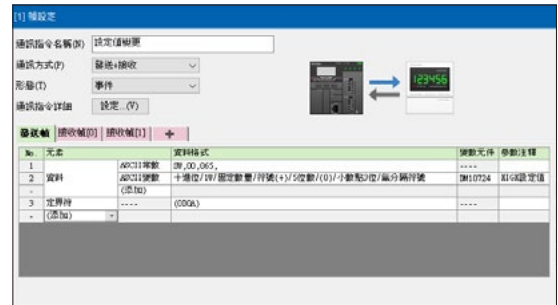 [1] 幀設定
通訊指令名稱(N) 設定值變更
通訊方式(P) 發送+接收
形態(T) 事件
通訊指令詳細 設定...(V)
123456
發送幀 接收幀[0] 接收幀[1] +
No. 元素 資料格式 變數元件 參數注釋
1 ASCII常數 DW,00,065, ----
2 資料 ASCII變數 十進位/1W/固定數量/符號(+)/5位數/(0)/小數點3位/無分隔符號 DM10724 HIGH設定值
- (添加)
3 定界符 ---- (0D0A) ----
- (添加)